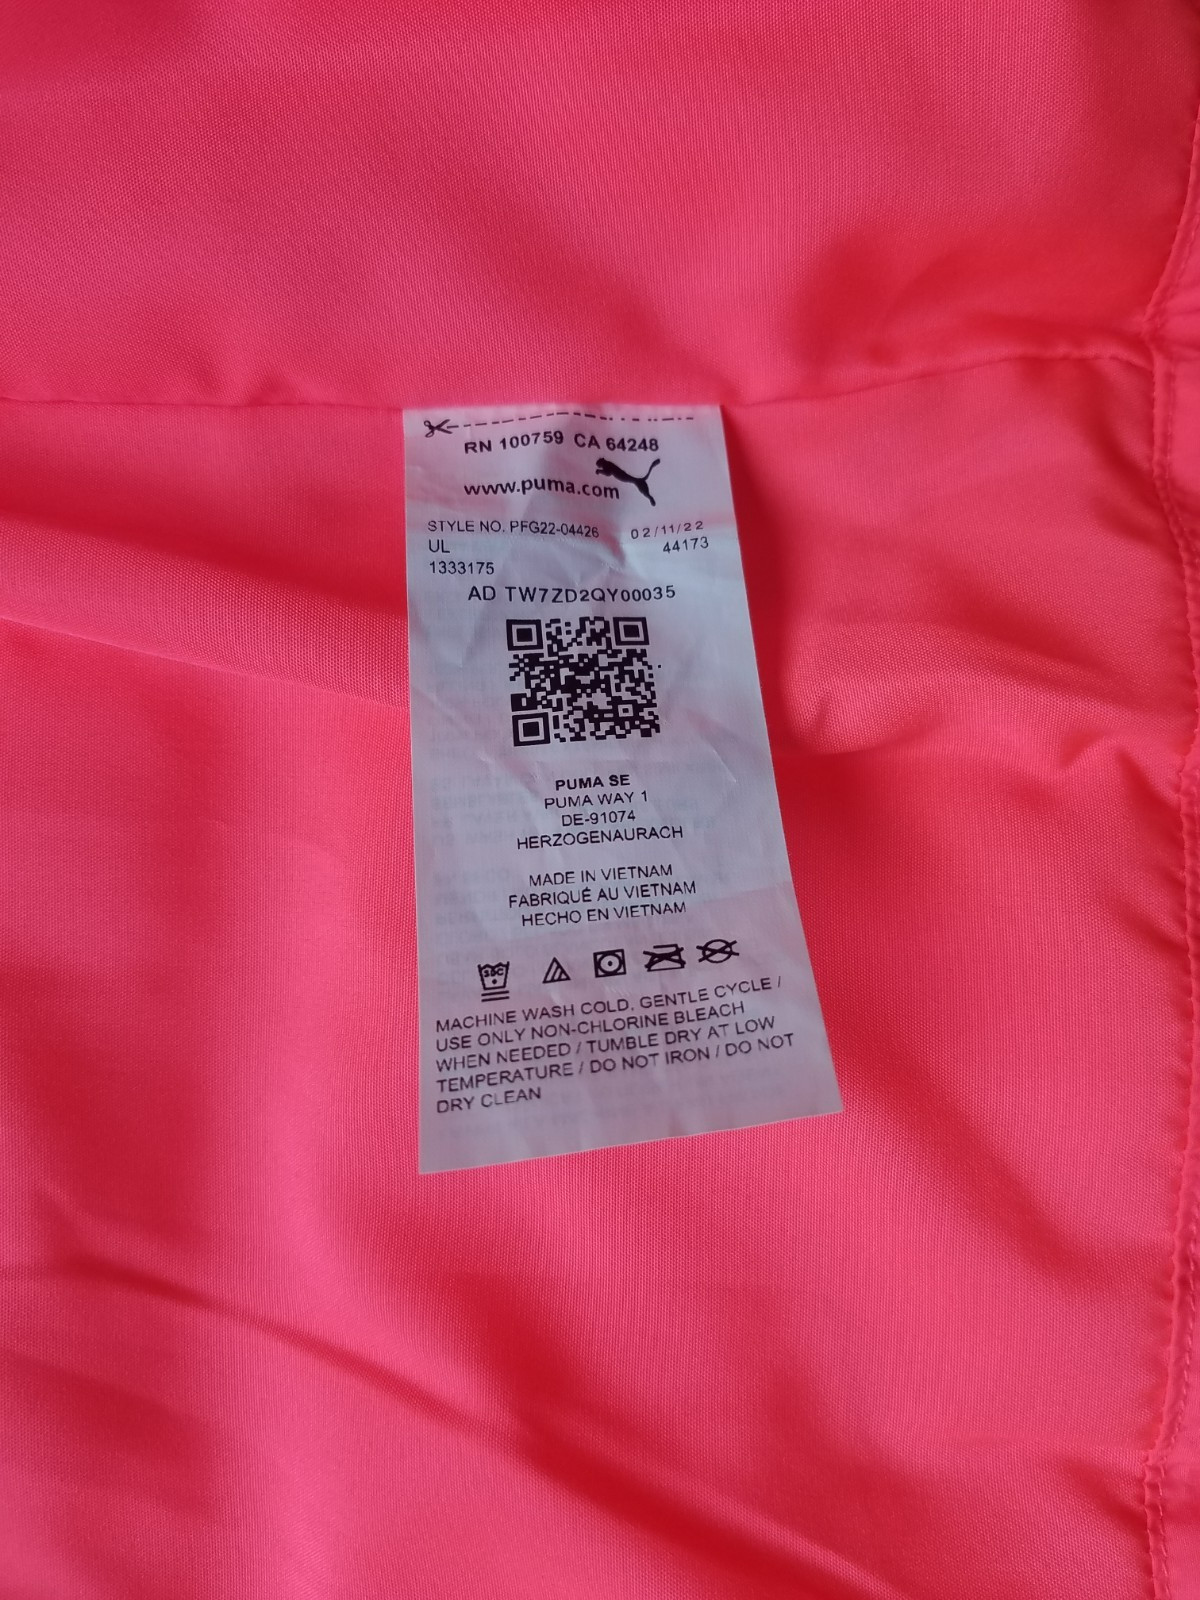 RN 100759 CA 64248
www.puma.com
STYLE NO. PFG22-04426 02/11/22
UL 44173
1333175
AD TW7ZD2QY00035
PUMA SE
PUMA WAY 1
DE-91074
HERZOGENAURACH
MADE IN VIETNAM
FABRIQUÉ AU VIETNAM
HECHO EN VIETNAM
MACHINE WASH COLD, GENTLE CYCLE /
USE ONLY NON-CHLORINE BLEACH
WHEN NEEDED / TUMBLE DRY AT LOW
TEMPERATURE / DO NOT IRON / DO NOT
DRY CLEAN